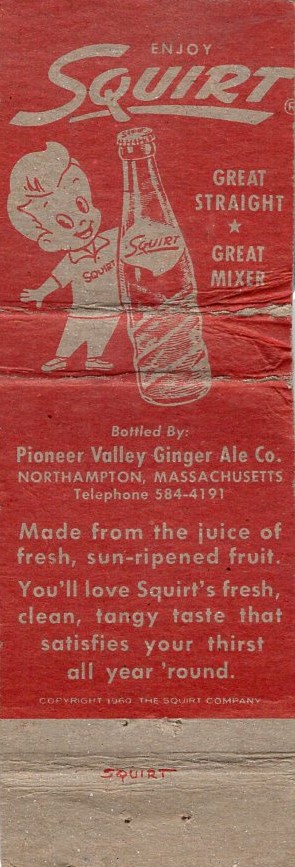 ENJOY
SQUIRT®
GREAT
STRAIGHT
★
GREAT
MIXER
SQUIRT
SQUIRT
SQUIRT
Bottled By:
Pioneer Valley Ginger Ale Co.
NORTHAMPTON, MASSACHUSETTS
Telephone 584-4191
Made from the juice of
fresh, sun-ripened fruit.
You'll love Squirt's fresh,
clean, tangy taste that
satisfies your thirst
all year 'round.
COPYRIGHT 1960 THE SQUIRT COMPANY
SQUIRT